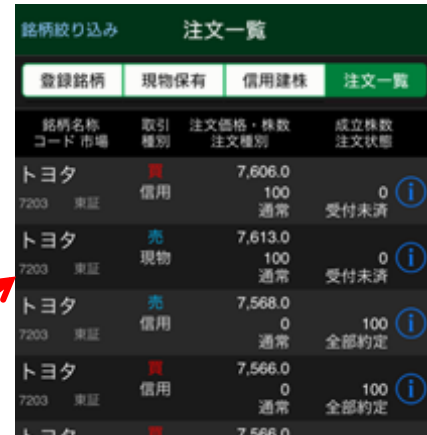 銘柄絞り込み 注文一覧
登録銘柄 現物保有 信用建株 注文一覧
銘柄名称 取引 注文価格・株数 成立株数
コード 市場 種別 注文種別 注文状態
トヨタ 買 7,606.0
信用 100 0
7203 東証 通常 受付未済
トヨタ 売 7,613.0
現物 100 0
7203 東証 通常 受付未済
トヨタ 売 7,568.0
信用 0 100
7203 東証 通常 全部約定
トヨタ 買 7,566.0
信用 0 100
7203 東証 通常 全部約定
トヨタ 買 7,566.0